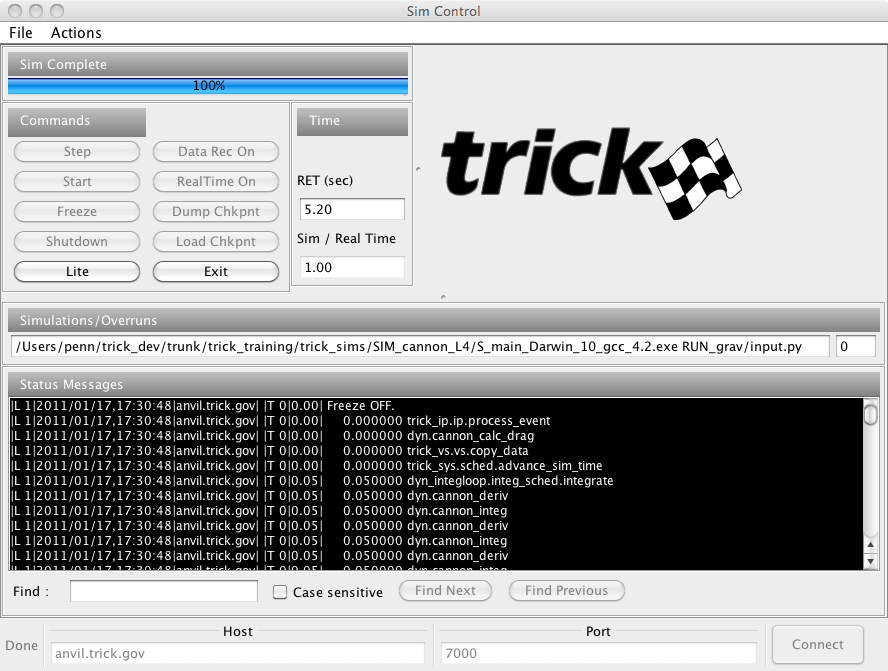 Sim Control
File Actions
Sim Complete
100%
Commands
Step Data Rec On
Start RealTime On
Freeze Dump Chkpnt
Shutdown Load Chkpnt
Lite Exit
Time
RET (sec)
5.20
Sim / Real Time
1.00
trick
Simulations/Overruns
/Users/penn/trick_dev/trunk/trick_training/trick_sims/SIM_cannon_L4/S_main_Darwin_10_gcc_4.2.exe RUN_grav/input.py 0
Status Messages
|L 1|2011/01/17,17:30:48|anvil.trick.gov| |T 0|0.00| Freeze OFF.
|L 1|2011/01/17,17:30:48|anvil.trick.gov| |T 0|0.00| 0.000000 trick_ip.ip.process_event
|L 1|2011/01/17,17:30:48|anvil.trick.gov| |T 0|0.00| 0.000000 dyn.cannon_calc_drag
|L 1|2011/01/17,17:30:48|anvil.trick.gov| |T 0|0.00| 0.000000 trick_vs.vs.copy_data
|L 1|2011/01/17,17:30:48|anvil.trick.gov| |T 0|0.00| 0.000000 trick_sys.sched.advance_sim_time
|L 1|2011/01/17,17:30:48|anvil.trick.gov| |T 0|0.05| 0.050000 dyn_integloop.integ_sched.integrate
|L 1|2011/01/17,17:30:48|anvil.trick.gov| |T 0|0.05| 0.050000 dyn.cannon_deriv
|L 1|2011/01/17,17:30:48|anvil.trick.gov| |T 0|0.05| 0.050000 dyn.cannon_integ
|L 1|2011/01/17,17:30:48|anvil.trick.gov| |T 0|0.05| 0.050000 dyn.cannon_deriv
|L 1|2011/01/17,17:30:48|anvil.trick.gov| |T 0|0.05| 0.050000 dyn.cannon_integ
|L 1|2011/01/17,17:30:48|anvil.trick.gov| |T 0|0.05| 0.050000 dyn.cannon_deriv
|L 1|2011/01/17,17:30:48|anvil.trick.gov| |T 0|0.05| 0.050000 dyn.cannon_integ
Find : Case sensitive Find Next Find Previous
Done
Host
anvil.trick.gov
Port
7000
Connect